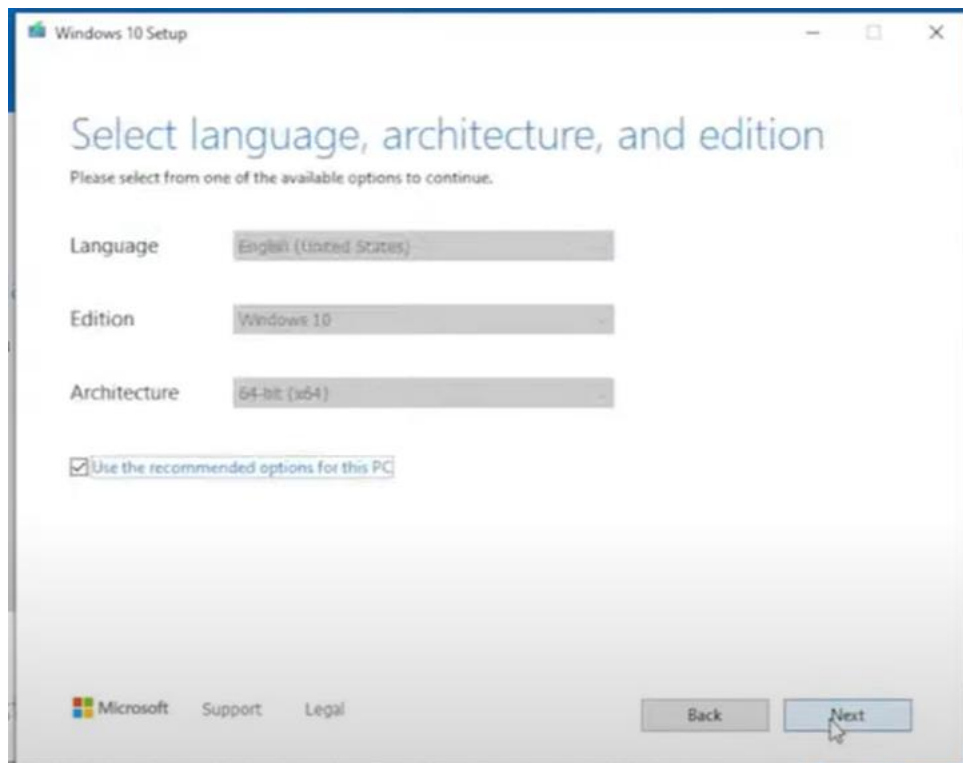 Windows 10 Setup
Select language, architecture, and edition
Please select from one of the available options to continue.
Language English (United States)
Edition Windows 10
Architecture 64-bit (x64)
Use the recommended options for this PC
Microsoft Support Legal Back Next